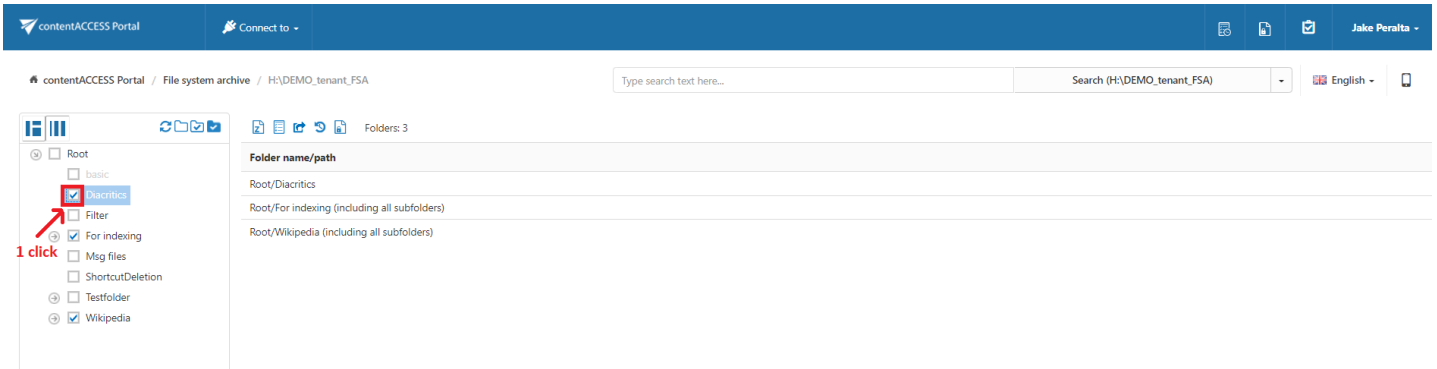 contentACCESS Portal
Connect to
Jake Peralta
contentACCESS Portal / File system archive / H:\DEMO_tenant_FSA
Type search text here...
Search (H:\DEMO_tenant_FSA)
English
Folders: 3
Root
Folder name/path
basic
Diacritics
Root/Diacritics
Filter
Root/For indexing (including all subfolders)
For indexing
Root/Wikipedia (including all subfolders)
1 click
Msg files
ShortcutDeletion
Testfolder
Wikipedia